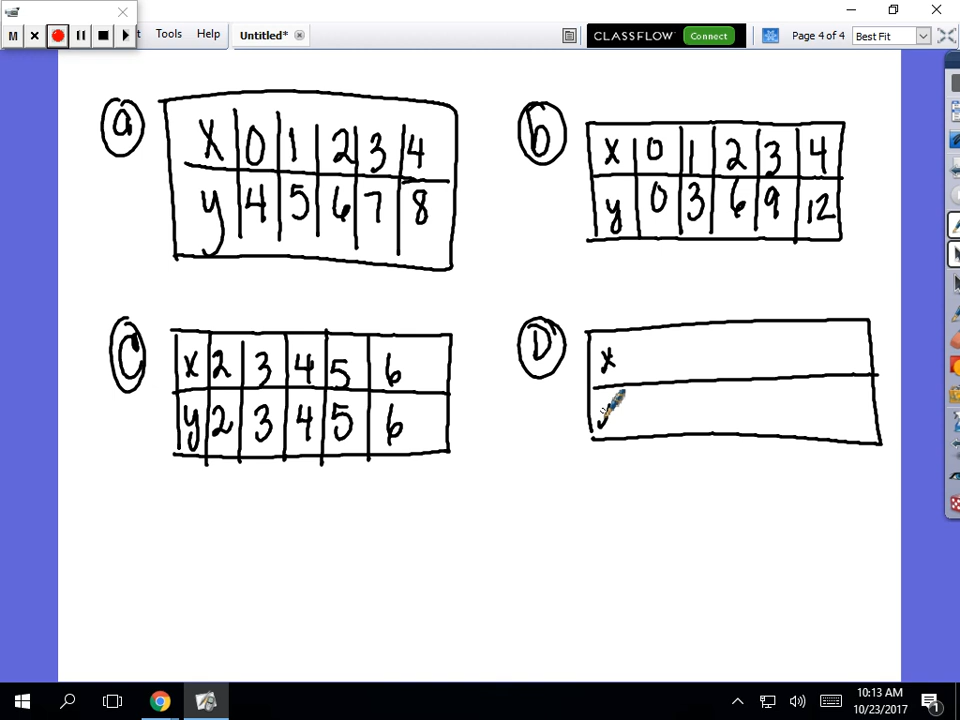 M
t Tools Help Untitled* CLASSFLOW Connect Page 4 of 4 Best Fit
a
x 0 1 2 3 4
y 4 5 6 7 8
b
x 0 1 2 3 4
y 0 3 6 9 12
C
x 2 3 4 5 6
y 2 3 4 5 6
D
x
y
10:13 AM
10/23/2017
1